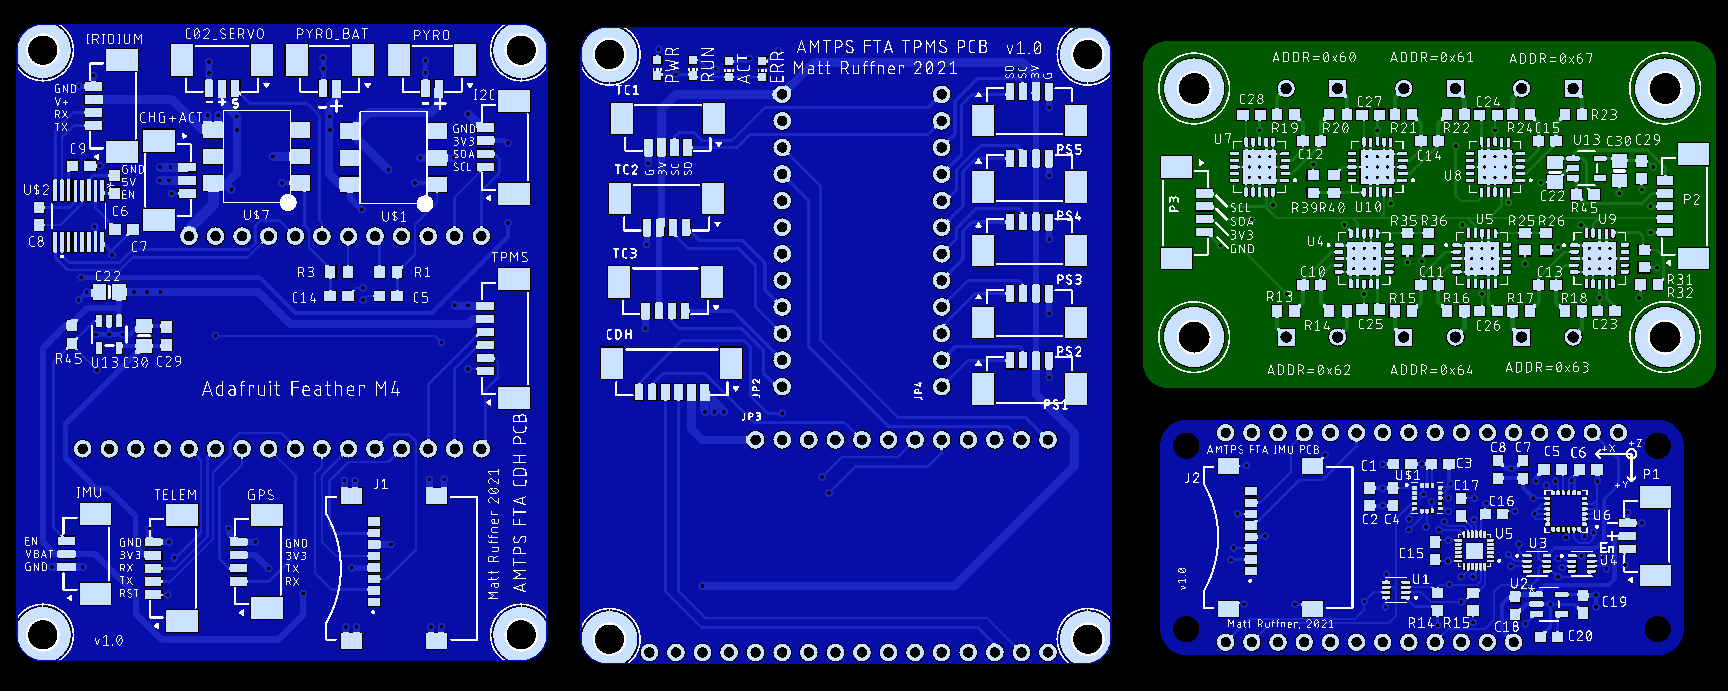 IRIDIUM
C02_SERVO
PYRO_BAT
PYRO
GND
V+
RX
TX
- + s
- +
- +
I2C
CHG+ACT
GND
3V3
SDA
SCL
C9
GND
5V
EN
U$2
C6
C8
C7
U$7
U$1
TPMS
R3
R1
C22
C14
C5
R45
U13
C30
C29
Adafruit Feather M4
IMU
TELEM
GPS
J1
EN
VBAT
GND
GND
3V3
RX
TX
RST
GND
3V3
TX
RX
v1.0
Matt Ruffner 2021
AMTPS FTA CDH PCB
PWR
RUN
ACT
ERR
AMTPS FTA TPMS PCB v1.0
Matt Ruffner 2021
SD
SC
3V
G
TC1
G
3V
SC
SD
TC2
TC3
CDH
PS5
PS4
PS3
PS2
PS1
JP2
JP3
JP4
ADDR=0x60
ADDR=0x61
ADDR=0x67
C28
C27
C24
R23
R19
R20
R21
R22
R24
C15
U7
C12
C14
U13
C30
C29
U8
C22
R45
P3
P2
SCL
SDA
3V3
GND
R39
R40
U10
R35
R36
U5
R25
R26
U9
U4
C10
C11
C13
R31
R32
R13
R15
R16
R17
R18
R14
C25
C26
C23
ADDR=0x62
ADDR=0x64
ADDR=0x63
AMTPS FTA IMU PCB
J2
C1
C3
C8
C7
C5
C6
+X
+Z
+Y
P1
U$1
C17
C2
C4
C16
U6
U5
C15
U3
+
En
U4
U1
U2
v1.0
C19
R14
R15
C18
C20
Matt Ruffner, 2021